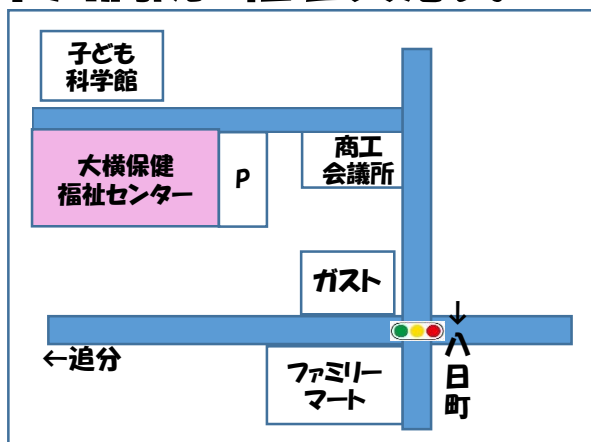 子ども
科学館
大横保健
福祉センター
P
商工
会議所
ガスト
←追分
ファミリー
マート
↓
八
日
町